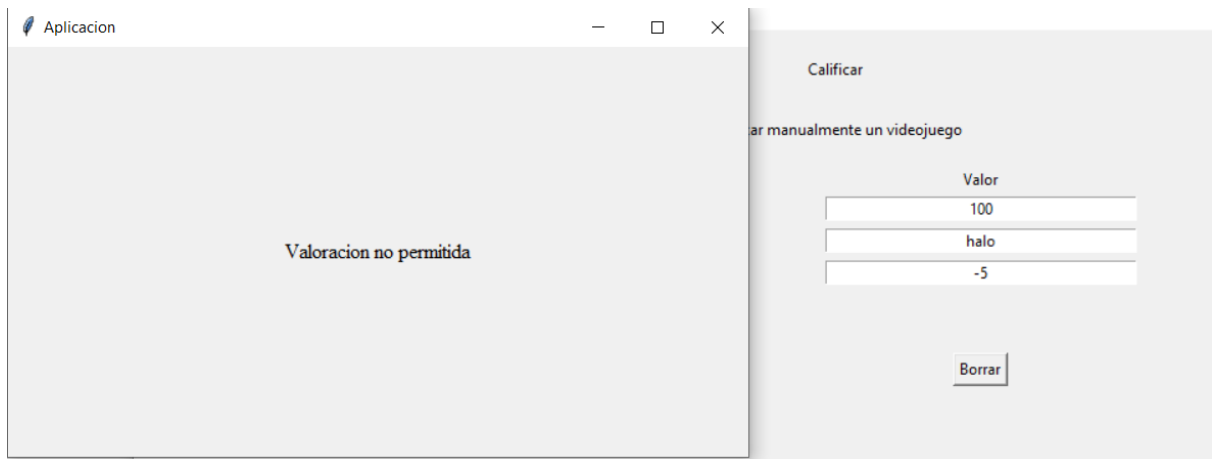 Aplicacion
Valoracion no permitida
Calificar
ar manualmente un videojuego
Valor
100
halo
-5
Borrar